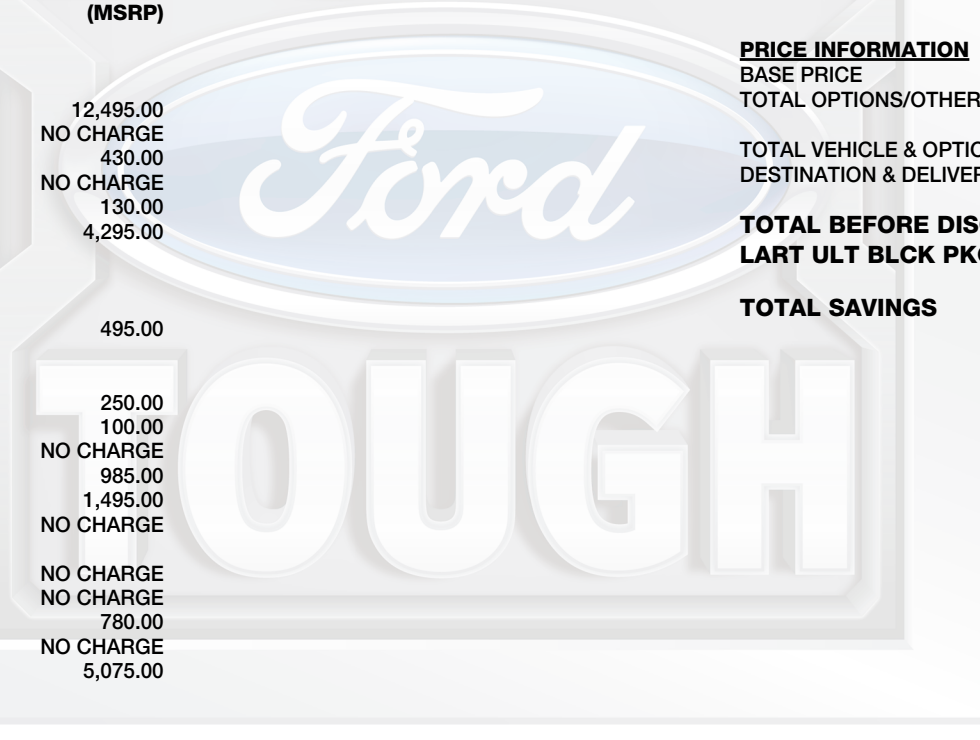 (MSRP)
12,495.00
NO CHARGE
430.00
NO CHARGE
130.00
4,295.00
495.00
250.00
100.00
NO CHARGE
985.00
1,495.00
NO CHARGE
NO CHARGE
NO CHARGE
780.00
NO CHARGE
5,075.00
Ford
TOUGH
PRICE INFORMATION
BASE PRICE
TOTAL OPTIONS/OTHER
TOTAL VEHICLE & OPTIO
DESTINATION & DELIVER
TOTAL BEFORE DIS
LART ULT BLCK PK
TOTAL SAVINGS